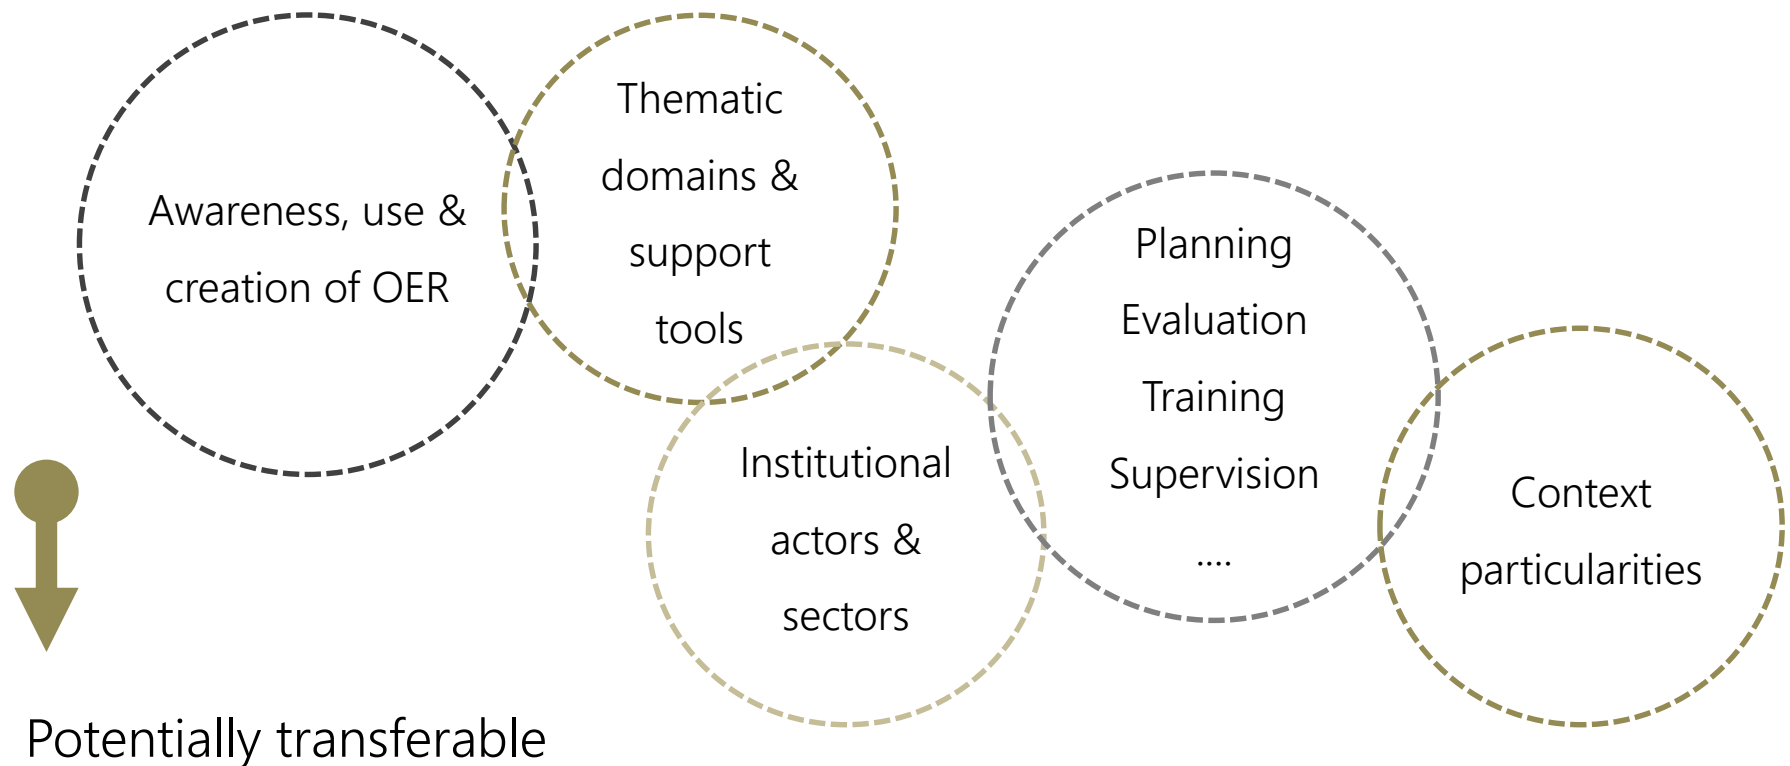 Awareness, use &
creation of OER
Thematic
domains &
support
tools
Institutional
actors &
sectors
Planning
Evaluation
Training
Supervision
....
Context
particularities
Potentially transferable